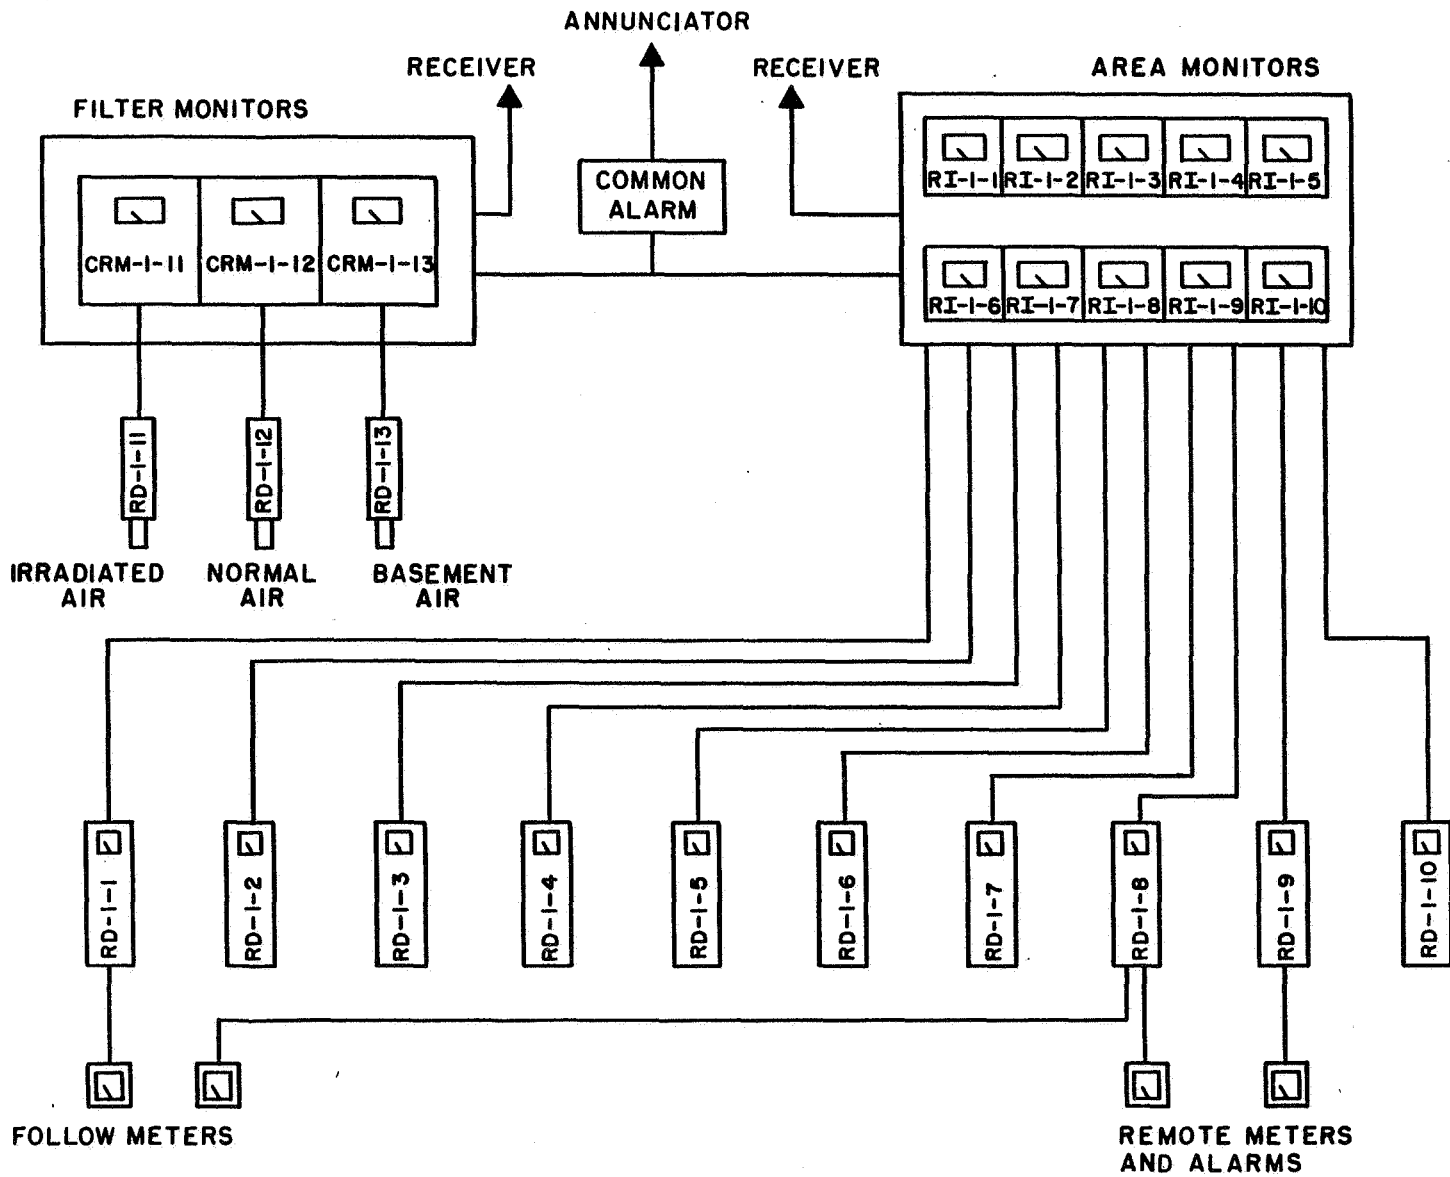 ANNUNCIATOR
RECEIVER
RECEIVER
AREA MONITORS
FILTER MONITORS
COMMON
ALARM
RI-1-1 RI-1-2 RI-1-3 RI-1-4 RI-1-5
CRM-1-11 CRM-1-12 CRM-1-13
RI-1-6 RI-1-7 RI-1-8 RI-1-9 RI-1-10
RD-1-11
RD-1-12
RD-1-13
IRRADIATED
AIR
NORMAL
AIR
BASEMENT
AIR
RD-1-1
RD-1-2
RD-1-3
RD-1-4
RD-1-5
RD-1-6
RD-1-7
RD-1-8
RD-1-9
RD-1-10
FOLLOW METERS
REMOTE METERS
AND ALARMS